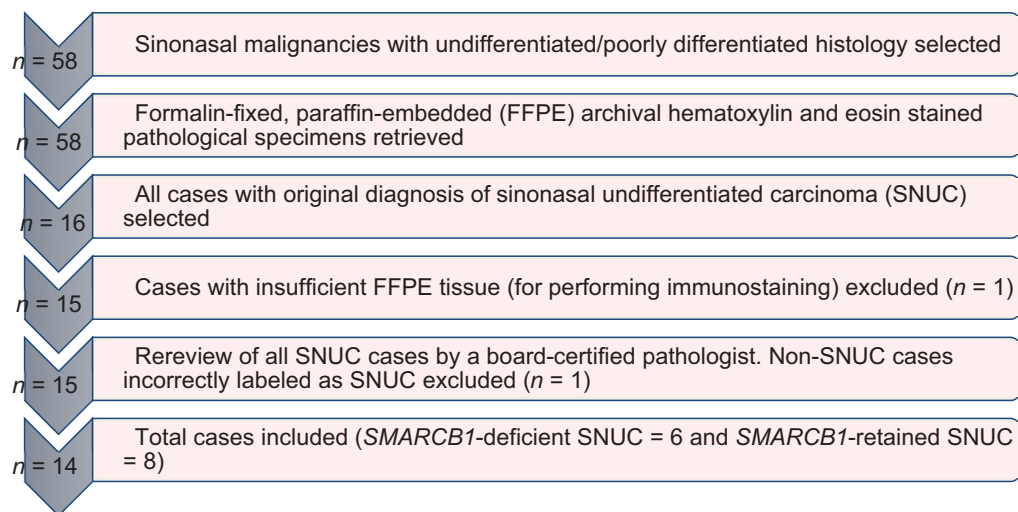 Sinonasal malignancies with undifferentiated/poorly differentiated histology selected
n = 58
Formalin-fixed, paraffin-embedded (FFPE) archival hematoxylin and eosin stained
pathological specimens retrieved
n = 58
All cases with original diagnosis of sinonasal undifferentiated carcinoma (SNUC)
selected
n = 16
Cases with insufficient FFPE tissue (for performing immunostaining) excluded (n = 1)
n = 15
Rereview of all SNUC cases by a board-certified pathologist. Non-SNUC cases
incorrectly labeled as SNUC excluded (n = 1)
n = 15
Total cases included (SMARCB1-deficient SNUC = 6 and SMARCB1-retained SNUC
= 8)
n = 14